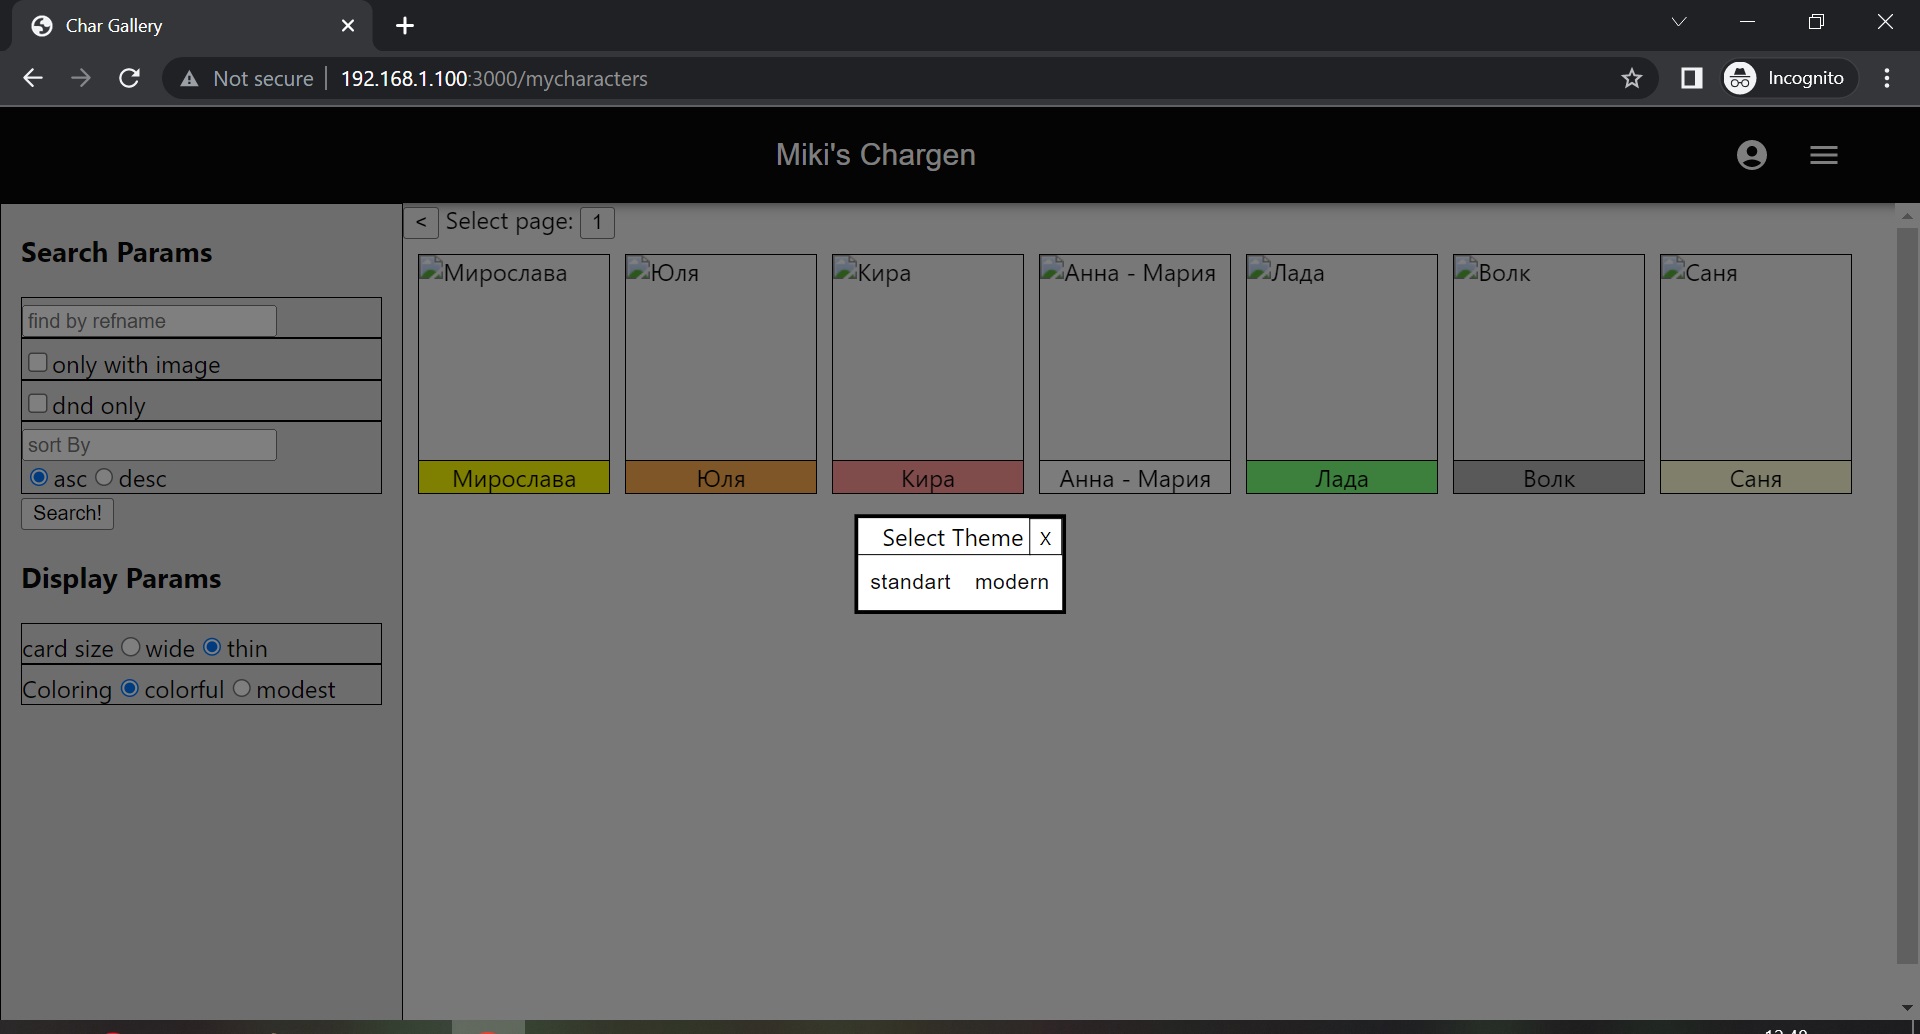 Char Gallery
Not secure 192.168.1.100:3000/mycharacters Incognito
Miki's Chargen
Search Params
find by refname
only with image
dnd only
sort By
asc desc
Search!
Display Params
card size wide thin
Coloring colorful modest
< Select page: 1
Мирослава Юля Кира Анна - Мария Лада Волк Саня
Мирослава Юля Кира Анна - Мария Лада Волк Саня
Select Theme X
standart modern